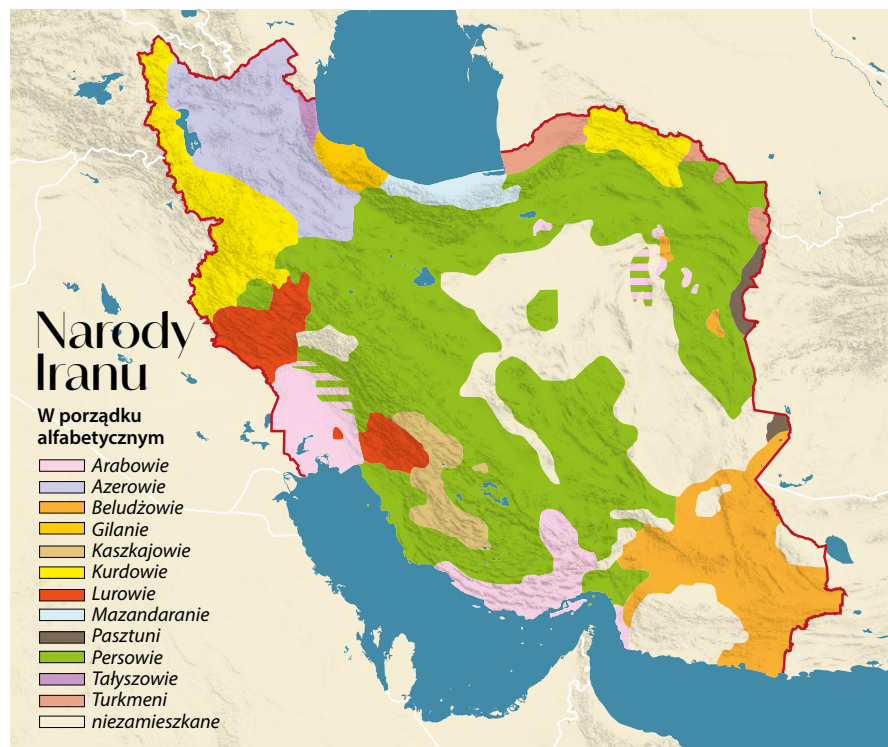 Narody
Iranu
W porządku
alfabetycznym
Arabowie
Azerowie
Beludżowie
Gilanie
Kaszkajowie
Kurdowie
Lurowie
Mazandaranie
Pasztuni
Persowie
Tałyszowie
Turkmeni
niezamieszkane